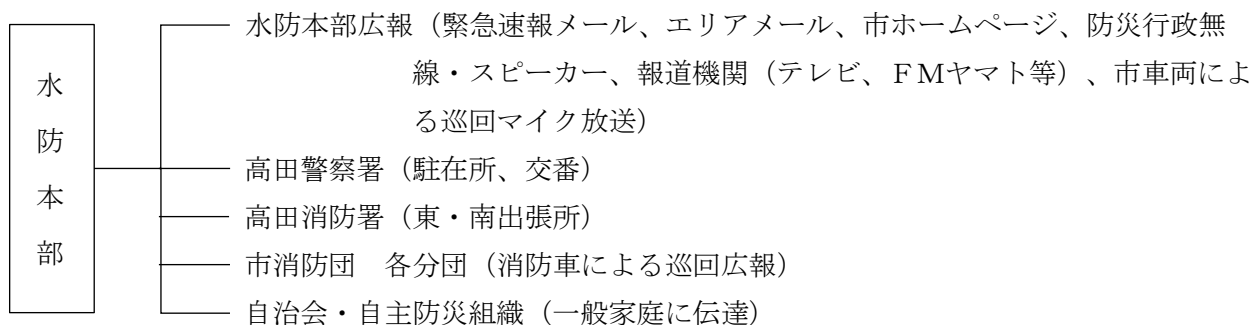 水防本部
水防本部広報（緊急速報メール、エリアメール、市ホームページ、防災行政無
線・スピーカー、報道機関（テレビ、ＦＭヤマト等）、市車両によ
る巡回マイク放送）
高田警察署（駐在所、交番）
高田消防署（東・南出張所）
市消防団　各分団（消防車による巡回広報）
自治会・自主防災組織（一般家庭に伝達）